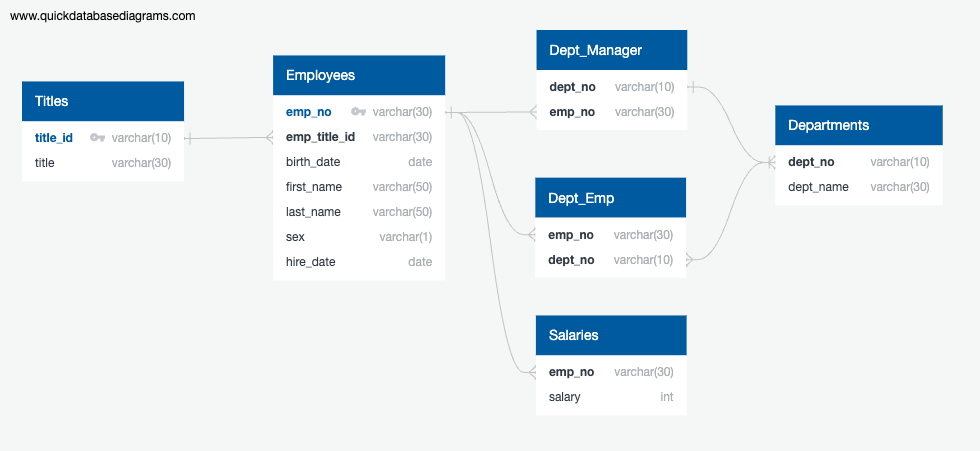 www.quickdatabasediagrams.com
Titles
title_id varchar(10)
title varchar(30)
Employees
emp_no varchar(30)
emp_title_id varchar(30)
birth_date date
first_name varchar(50)
last_name varchar(50)
sex varchar(1)
hire_date date
Dept_Manager
dept_no varchar(10)
emp_no varchar(30)
Dept_Emp
emp_no varchar(30)
dept_no varchar(10)
Salaries
emp_no varchar(30)
salary int
Departments
dept_no varchar(10)
dept_name varchar(30)